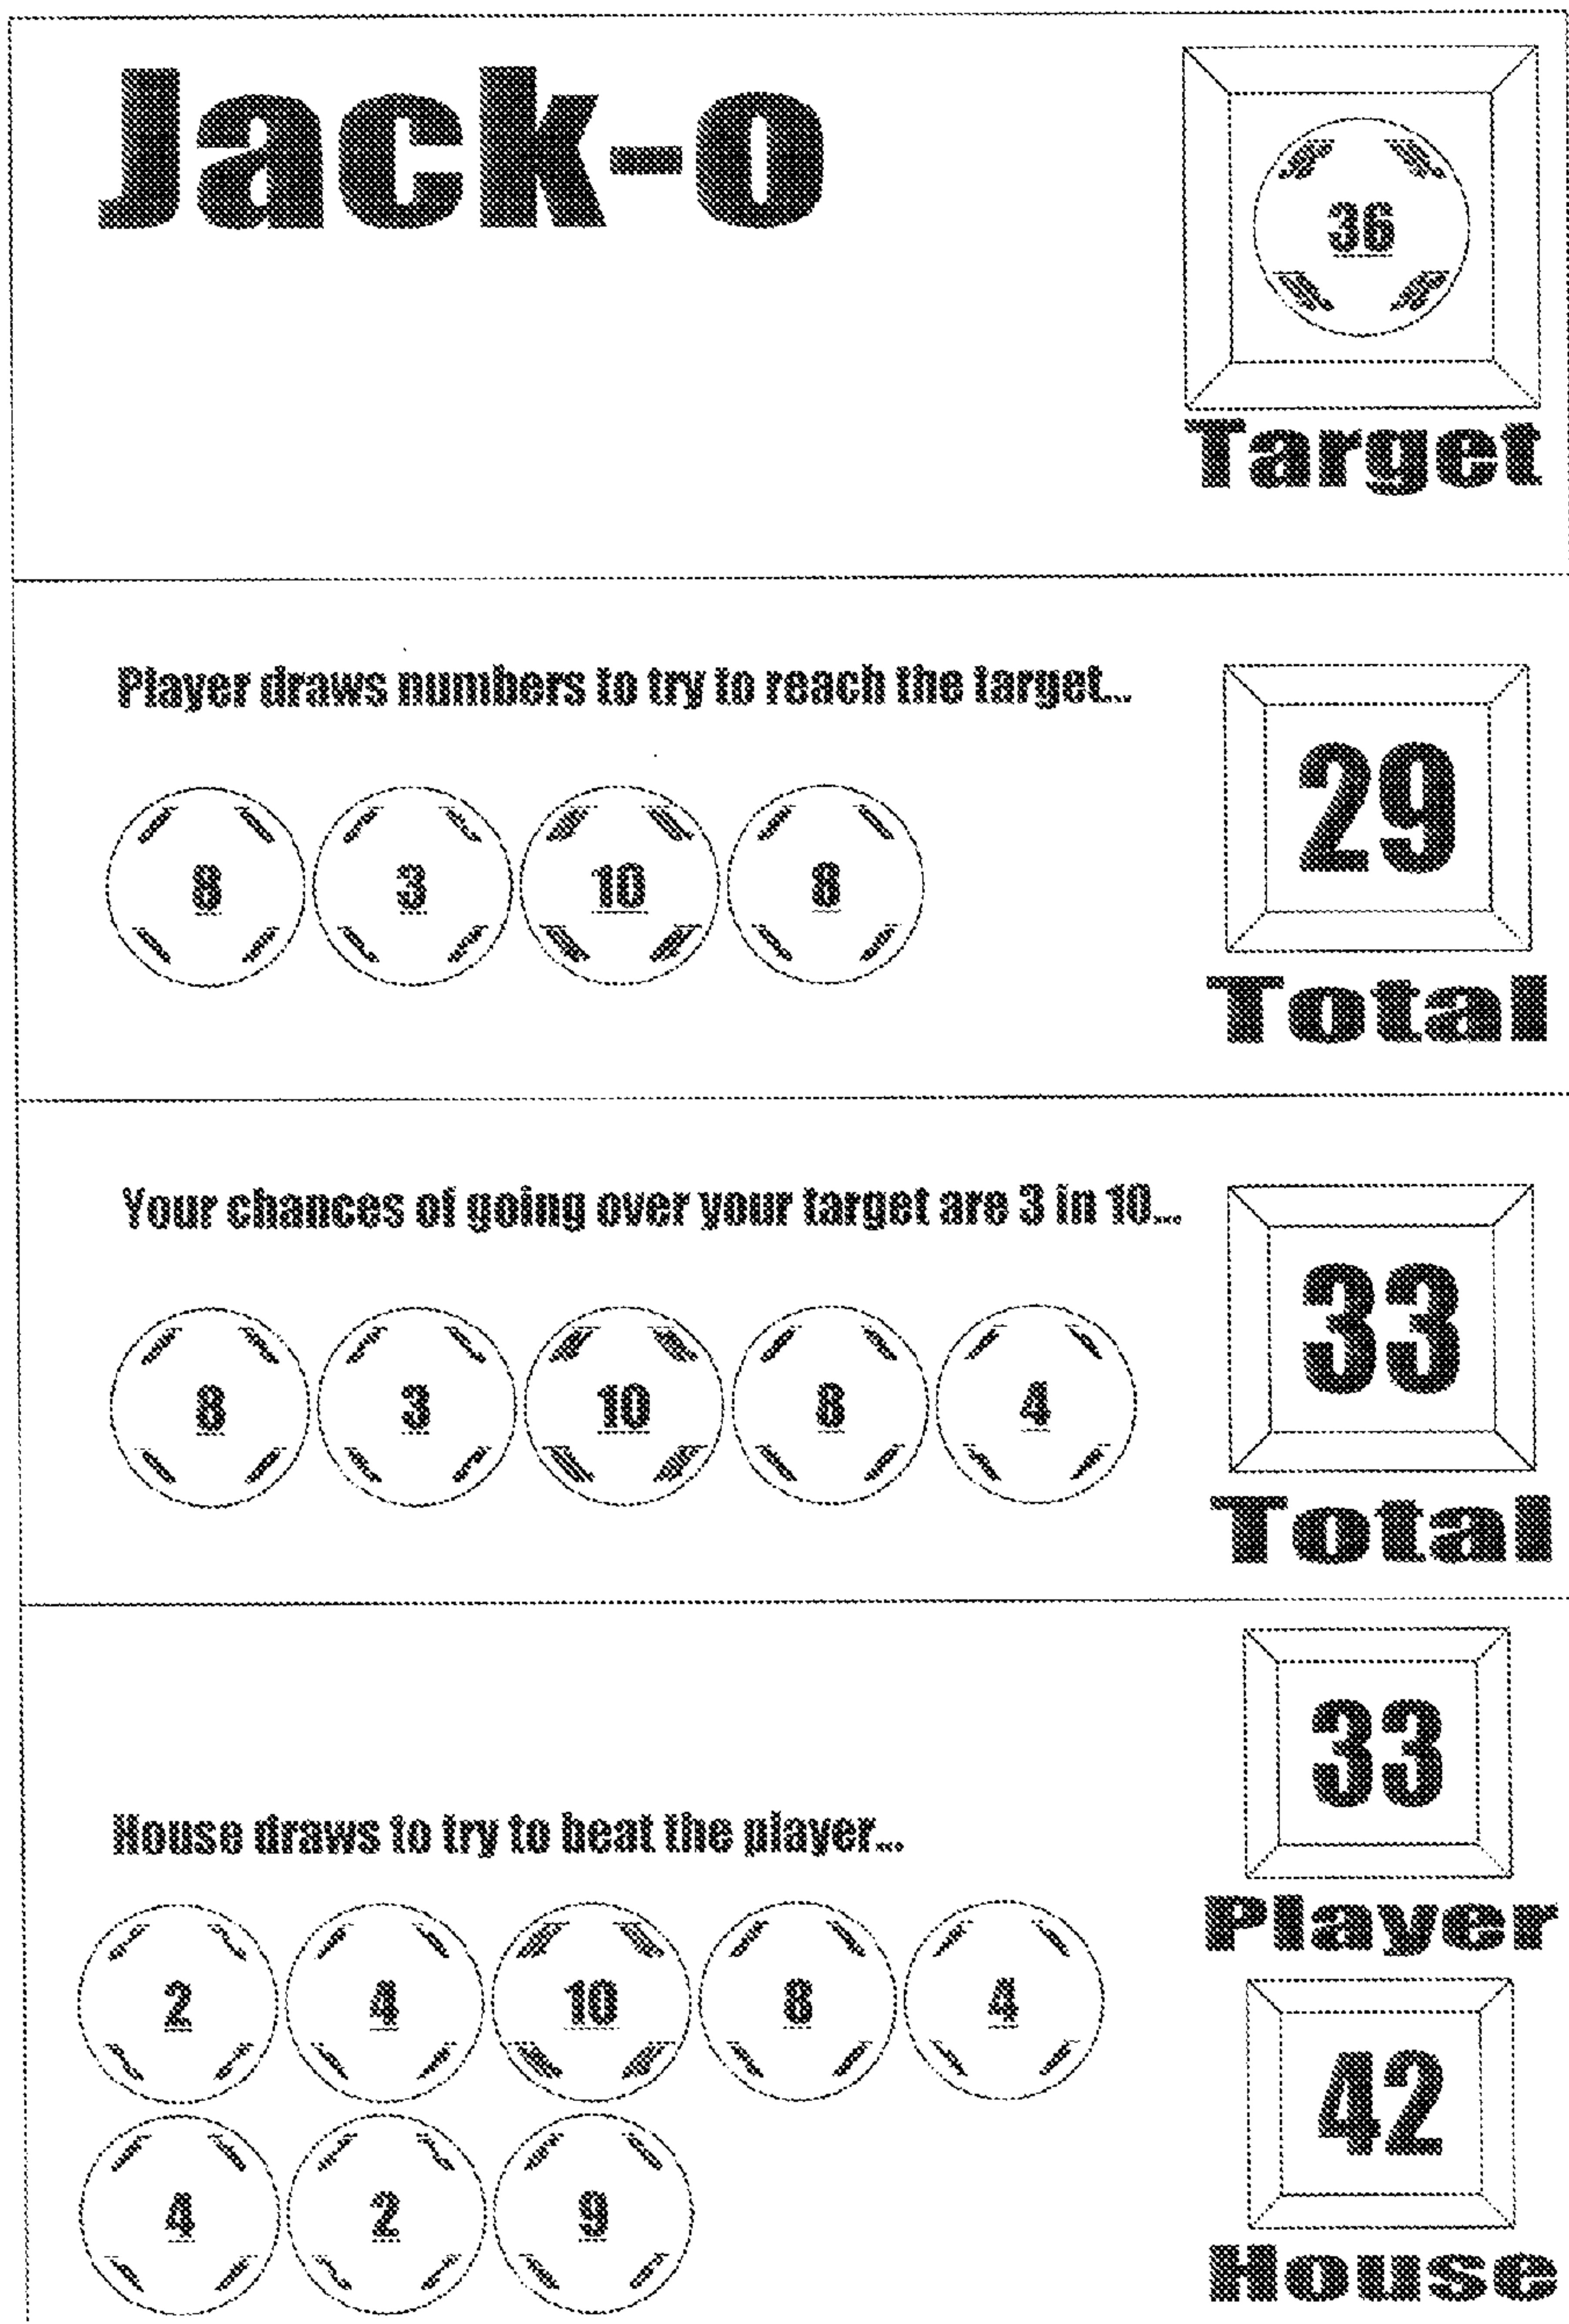 Jack-o
36
Target
Player draws numbers to try to reach the target...
8 3 10 8
29
Total
Your chances of going over your target are 3 in 10...
8 3 10 8 4
33
Total
33
Player
House draws to try to beat the player...
2 4 10 8 4
4 2 9
42
House